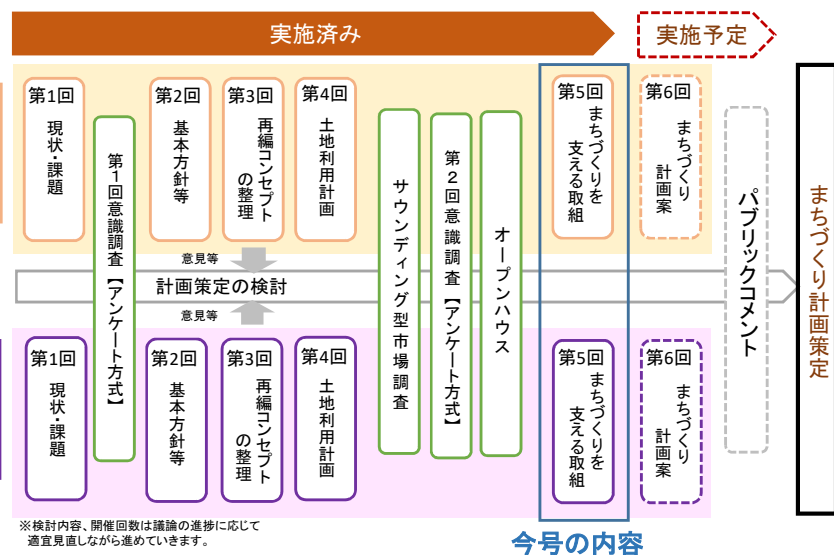 実施済み
実施予定
第1回
現状・課題
第1回意識調査【アンケート方式】
第2回
基本方針等
第3回
再編コンセプト
の整理
第4回
土地利用計画
サウンディング型市場調査
第2回意識調査【アンケート方式】
オープンハウス
第5回
まちづくりを
支える取組
第6回
まちづくり
計画案
パブリックコメント
まちづくり計画策定
意見等
計画策定の検討
意見等
第1回
現状・課題
第2回
基本方針等
第3回
再編コンセプト
の整理
第4回
土地利用計画
第5回
まちづくりを
支える取組
第6回
まちづくり
計画案
※検討内容、開催回数は議論の進捗に応じて
適宜見直しながら進めていきます。
今号の内容